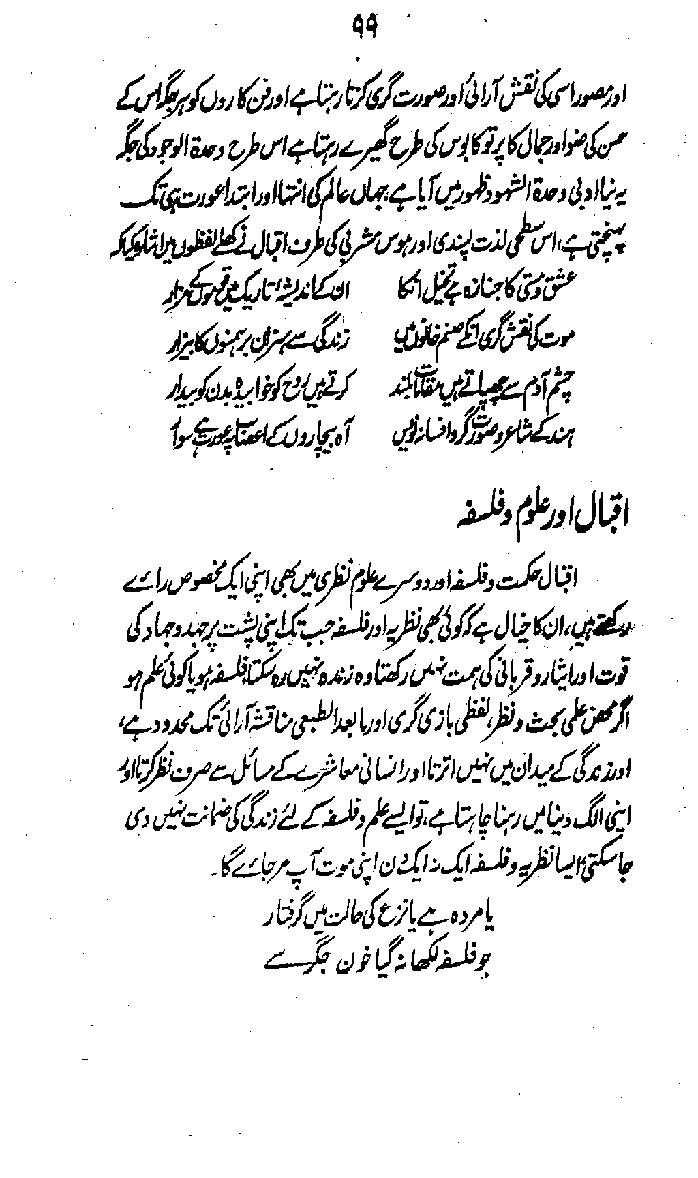 ۹۹
اور مصور اسی کی نقش آرائی اور صورت گری کرتا رہتا ہے اور فن کاروں کو ہر جگہ اس کے
حسن کی ضو اور جمال کا پرتو کابوس کی طرح گھیرے رہتا ہے اس طرح وحدۃ الوجود کی جگہ
یہ نیا ادبی وحدۃ الشہود ظہور میں آیا ہے، جہاں عالم کی انتہا اور ابتدا عورت ہی تک
پہنچتی ہے، اس سطحی لذت پسندی اور ہوس مشربی کی طرف اقبال نے کھلے لفظوں میں اشارہ کیا کہ
عشق و مستی کا جنازہ ہے تخیل انکا ان کے اندیشۂ تاریک میں قوموں کے مزار
موت کی نقش گری انکے صنم خانوں میں زندگی سے ہنر ان برہمنوں کا بیزار
چشم آدم سے چھپاتے ہیں مقامات بلند کرتے ہیں روح کو خوابیدہ بدن کو بیدار
ہند کے شاعر و صورت گر و افسانہ نویس آہ بیچاروں کے اعصاب پہ عورت ہے سوار
اقبال اور علوم و فلسفہ
اقبال حکمت و فلسفہ اور دوسرے علوم نظری میں بھی اپنی ایک مخصوص رائے
رکھتے ہیں، ان کا خیال ہے کہ کوئی بھی نظریہ اور فلسفہ جب تک اپنی پشت پر جہد و جہاد کی
قوت اور ایثار و قربانی کی ہمت نہیں رکھتا وہ زندہ نہیں رہ سکتا، فلسفہ ہو یا کوئی علم ہو
اگر محض علمی بحث و نظر، لفظی بازی گری اور ما بعد الطبیعی مناقشہ آرائی تک محدود ہے،
اور زندگی کے میدان میں نہیں اترتا اور انسانی معاشرے کے مسائل سے صرف نظر کرتا اور
اپنی الگ دنیا میں رہنا چاہتا ہے، تو ایسے علم و فلسفہ کے لئے زندگی کی ضمانت نہیں دی
جا سکتی، ایسا نظریہ و فلسفہ ایک نہ ایک دن اپنی موت آپ مر جائے گا۔
یا مردہ ہے یا نزع کی حالت میں گرفتار
جو فلسفہ لکھا نہ گیا خون جگر سے